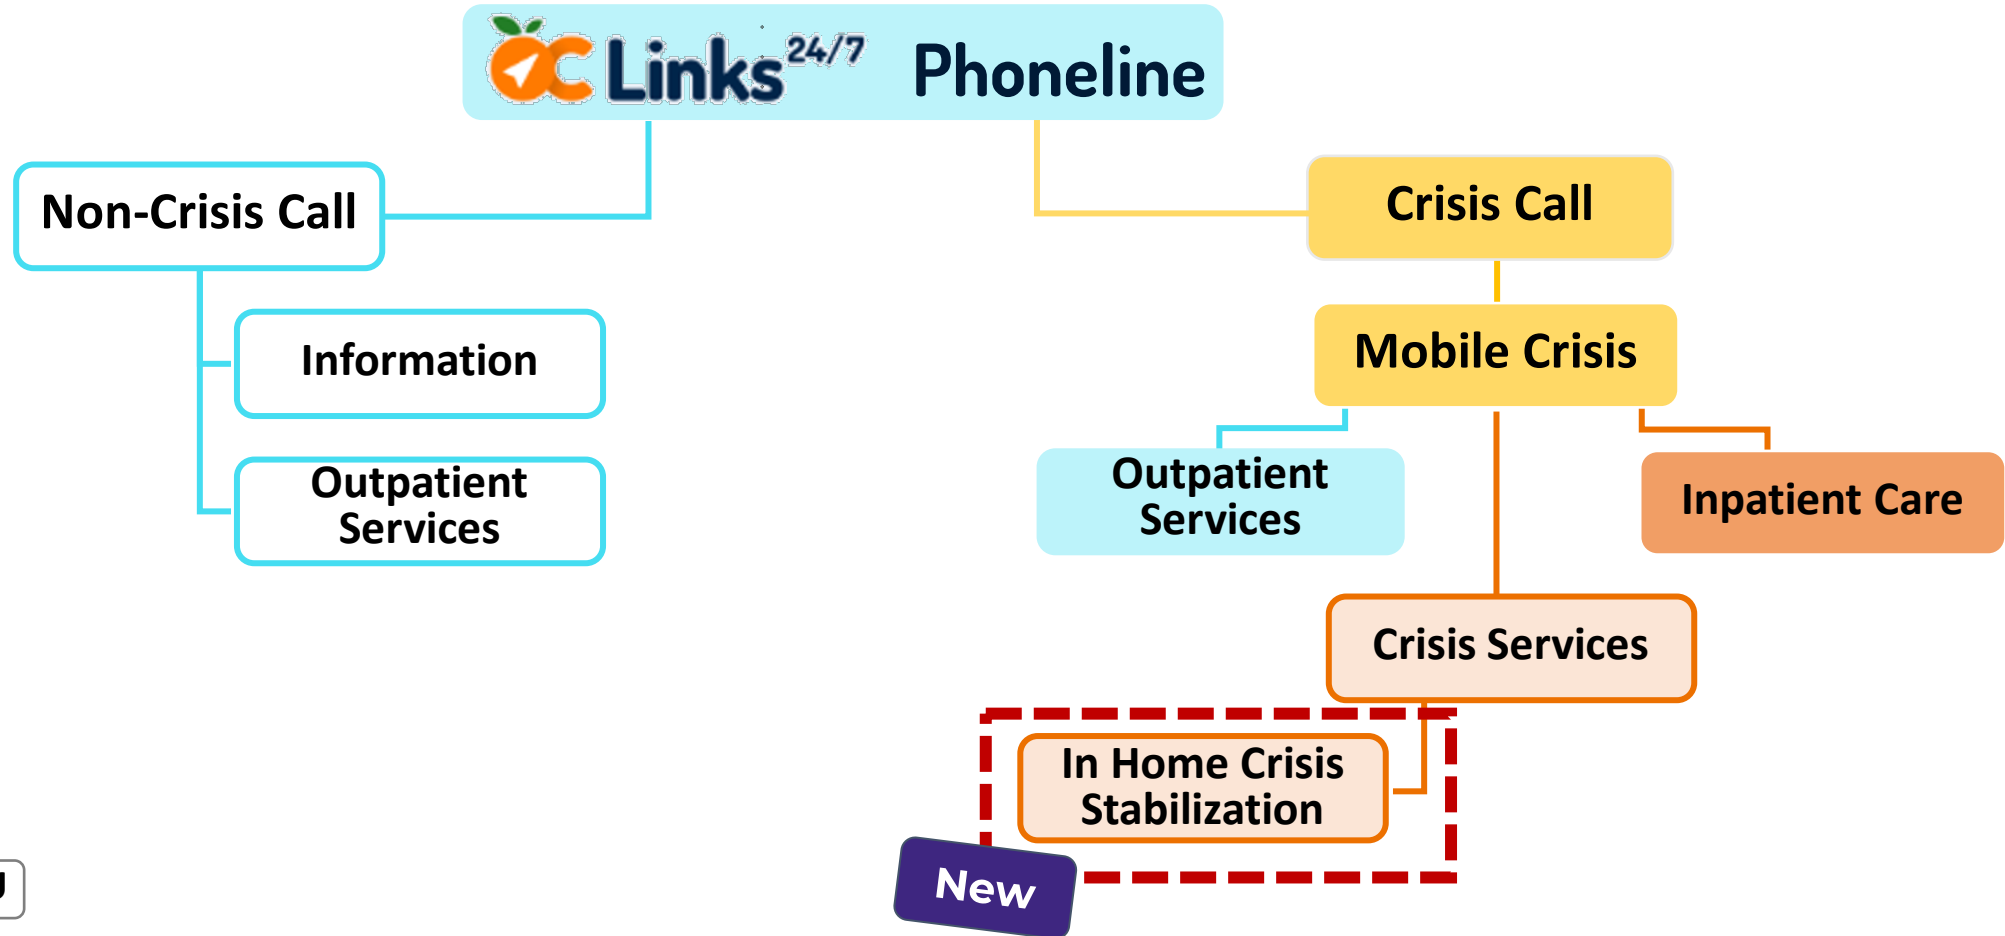 OC Links 24/7 Phoneline
Non-Crisis Call
Crisis Call
Information
Mobile Crisis
Outpatient
Services
Outpatient
Services
Inpatient Care
Crisis Services
In Home Crisis
Stabilization
New